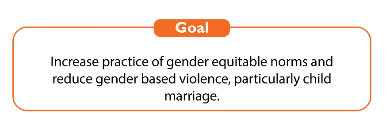 Goal
Increase practice of gender equitable norms and
reduce gender based violence, particularly child
marriage.